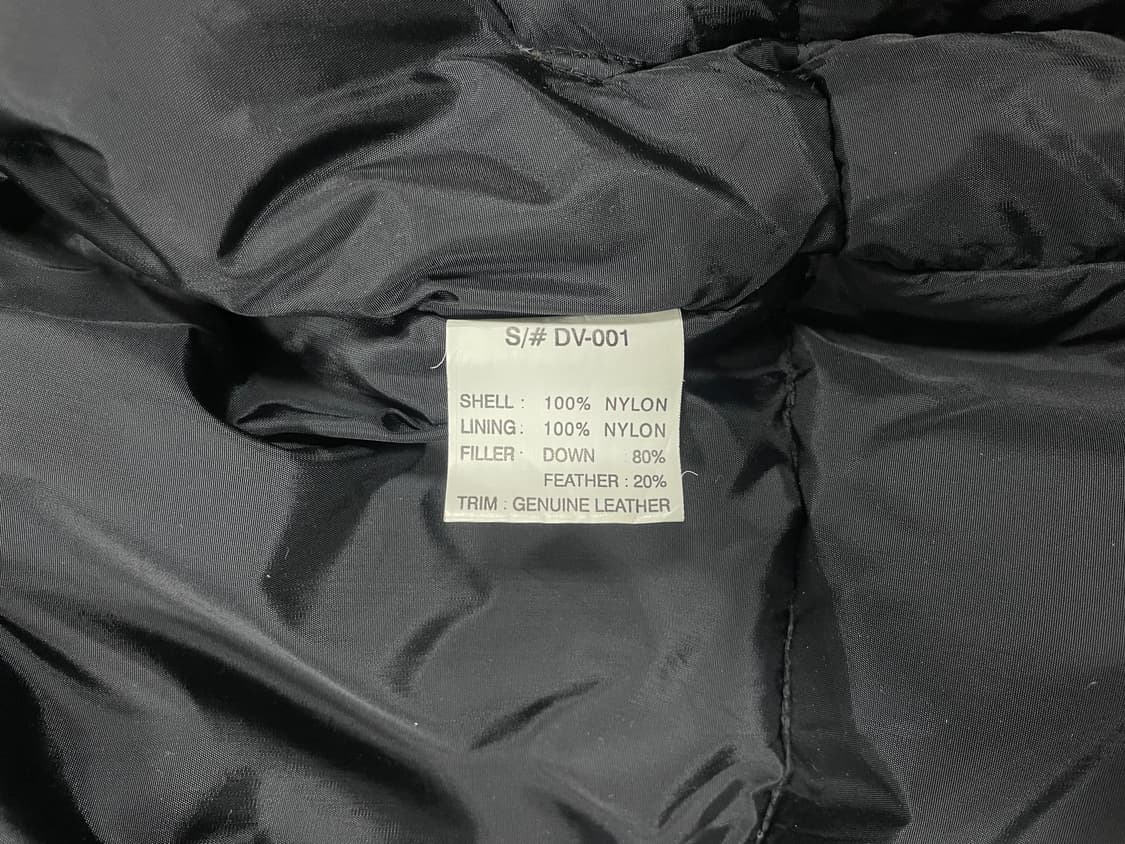 S/# DV-001
SHELL : 100% NYLON
LINING : 100% NYLON
FILLER · DOWN : 80%
FEATHER : 20%
TRIM : GENUINE LEATHER